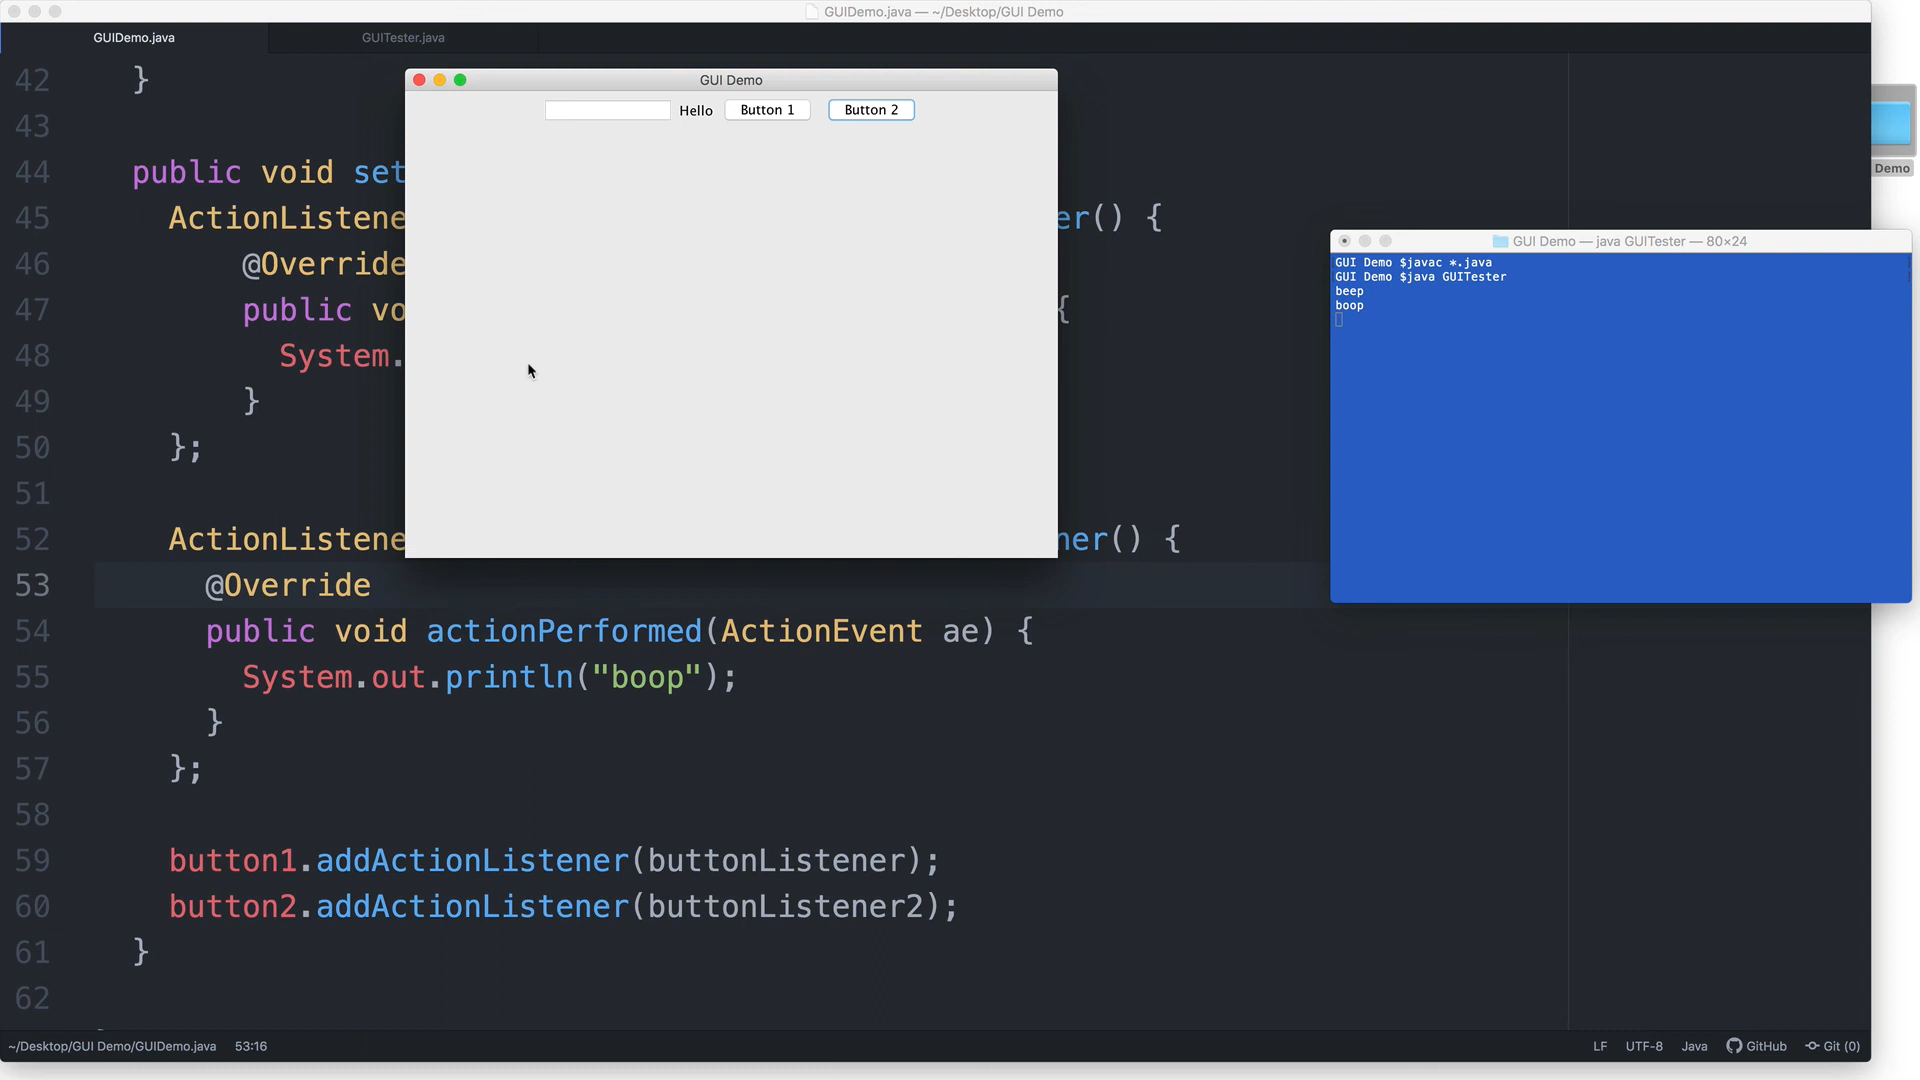 GUIDemo.java — ~/Desktop/GUI Demo
GUIDemo.java
GUITester.java
42 }
43
44 public void set
45 ActionListene er() {
46 @Override
47 public vo {
48 System.
49 }
50 };
51
52 ActionListene ner() {
53 @Override
54 public void actionPerformed(ActionEvent ae) {
55 System.out.println("boop");
56 }
57 };
58
59 button1.addActionListener(buttonListener);
60 button2.addActionListener(buttonListener2);
61 }
62
GUI Demo
Hello Button 1 Button 2
Demo
GUI Demo — java GUITester — 80×24
GUI Demo $javac *.java
GUI Demo $java GUITester
beep
boop
~/Desktop/GUI Demo/GUIDemo.java 53:16 LF UTF-8 Java GitHub Git (0)